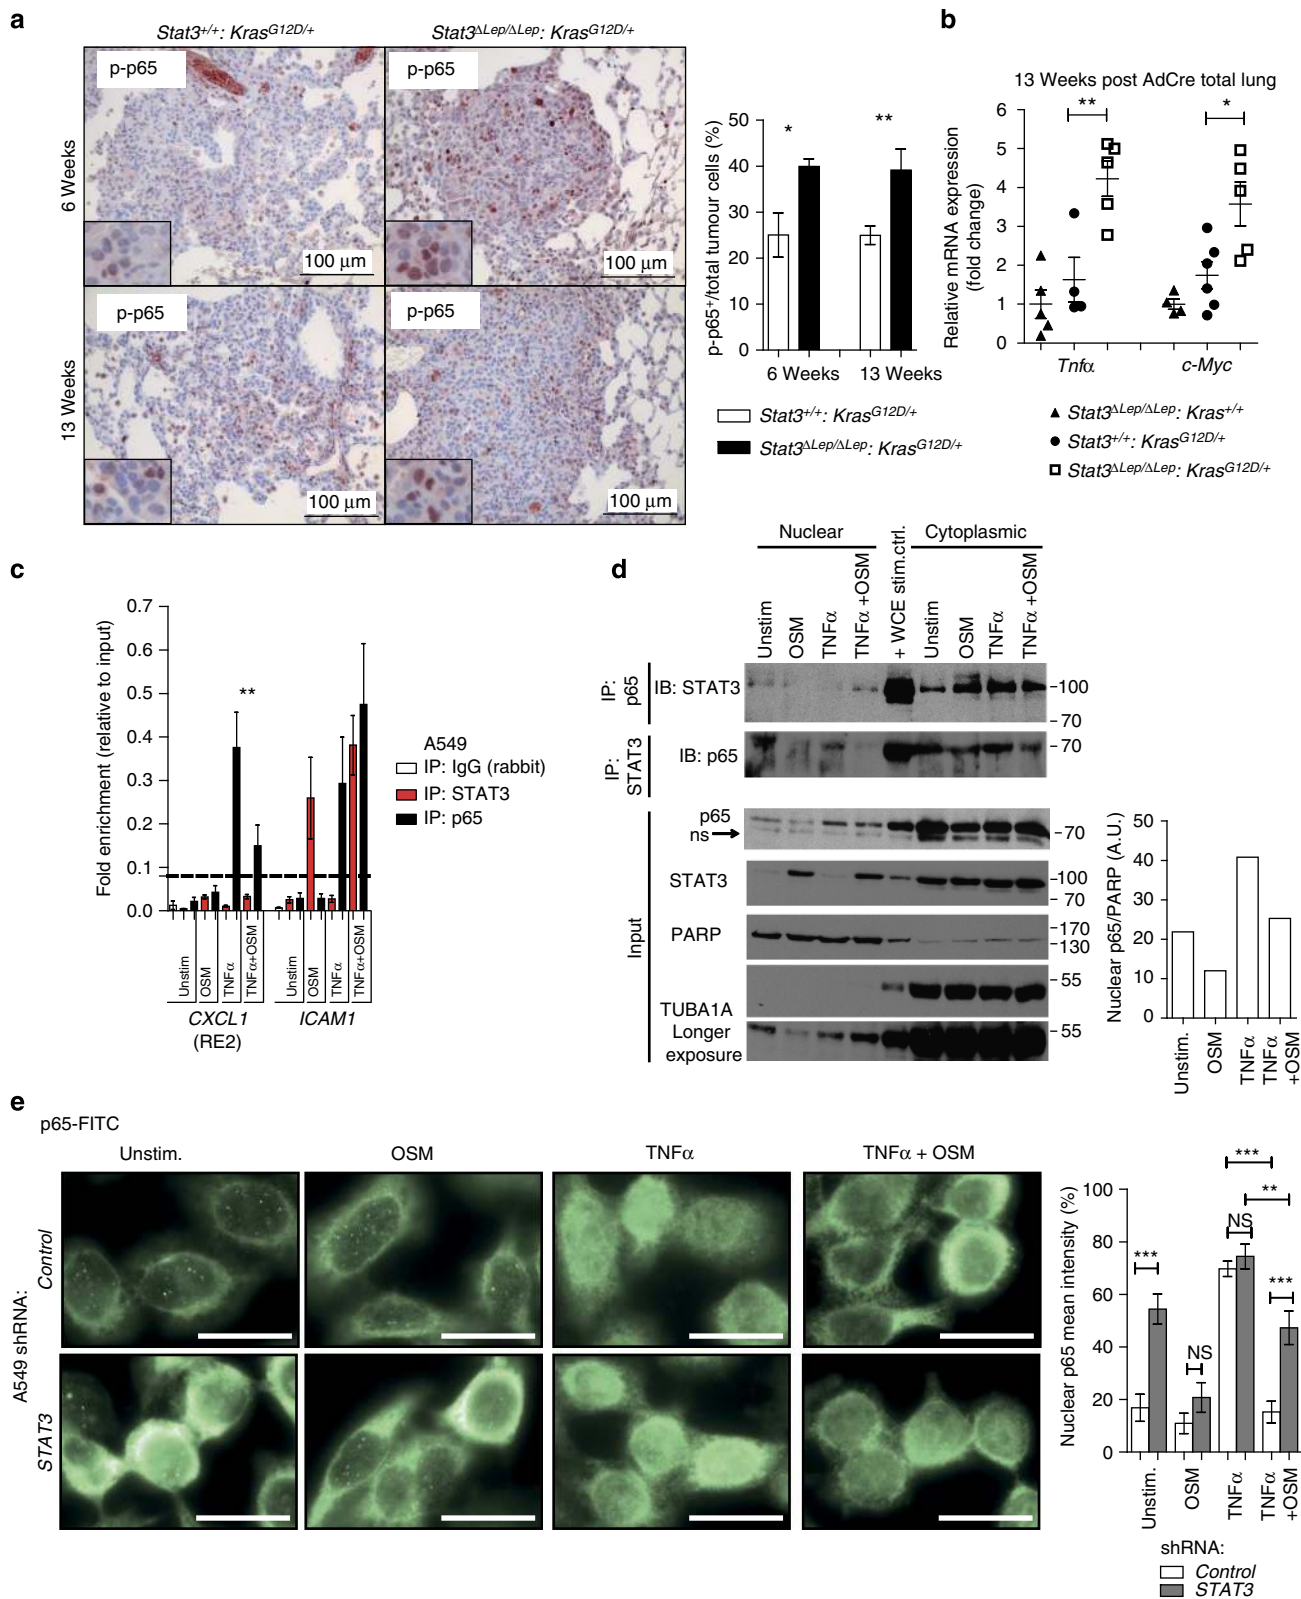 a
Stat3+/+: KrasG12D/+
Stat3ΔLep/ΔLep: KrasG12D/+
6 Weeks
p-p65
100 μm
p-p65
100 μm
13 Weeks
p-p65
100 μm
p-p65
100 μm
p-p65+/total tumour cells (%)
50
40
30
20
10
0
*
**
6 Weeks
13 Weeks
Stat3+/+: KrasG12D/+
Stat3ΔLep/ΔLep: KrasG12D/+
b
13 Weeks post AdCre total lung
Relative mRNA expression
(fold change)
6
5
4
3
2
1
0
**
*
Tnfα
c-Myc
Stat3ΔLep/ΔLep: Kras+/+
Stat3+/+: KrasG12D/+
Stat3ΔLep/ΔLep: KrasG12D/+
c
Fold enrichment (relative to input)
0.7
0.6
0.5
0.4
0.3
0.2
0.1
0.0
**
A549
IP: IgG (rabbit)
IP: STAT3
IP: p65
Unstim
OSM
TNFα
TNFα+OSM
Unstim
OSM
TNFα
TNFα+OSM
CXCL1
(RE2)
ICAM1
d
Nuclear
Cytoplasmic
Unstim
OSM
TNFα
TNFα +OSM
+ WCE stim.ctrl.
Unstim
OSM
TNFα
TNFα +OSM
IP:
p65
IB: STAT3
-100
-70
IP:
STAT3
IB: p65
-70
Input
p65
ns
-70
STAT3
-100
-70
PARP
-170
-130
TUBA1A
-55
Longer
exposure
-55
Nuclear p65/PARP (A.U.)
50
40
30
20
10
0
Unstim.
OSM
TNFα
TNFα
+OSM
e
p65-FITC
Unstim.
OSM
TNFα
TNFα + OSM
A549 shRNA:
Control
STAT3
Nuclear p65 mean intensity (%)
100
80
60
40
20
0
***
NS
NS
***
**
***
Unstim.
OSM
TNFα
TNFα
+OSM
shRNA:
Control
STAT3